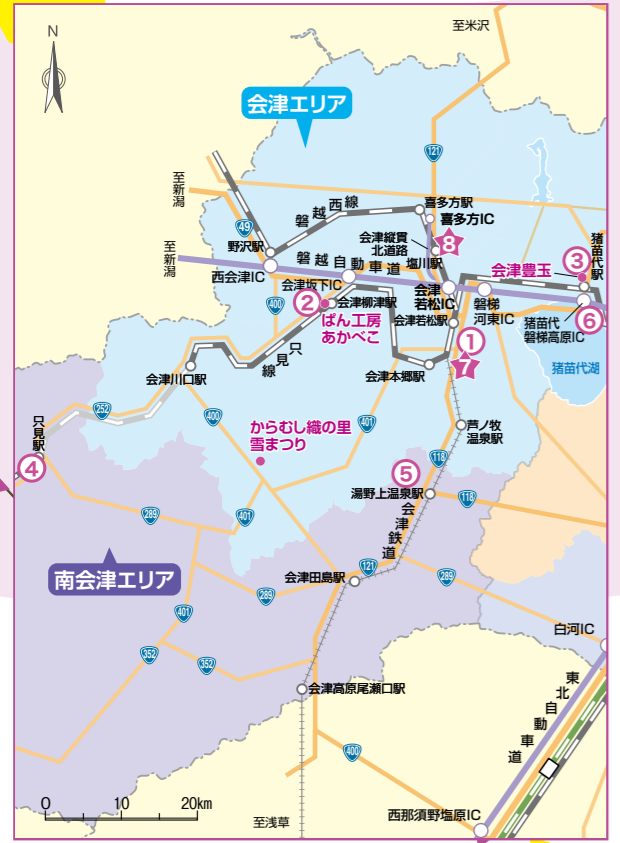 至米沢
N
会津エリア
121
至新潟
磐越西線
喜多方駅
喜多方IC
49
野沢駅
会津縦貫
北道路
8
塩川駅
猪苗代駅
至新潟
磐越自動車道
会津豊玉
3
西会津IC
会津坂下IC
会津
若松IC
400
2
会津柳津駅
ぱん工房
あかべこ
会津若松駅
磐梯
河東IC
猪苗代
磐梯高原IC
6
1
只見線
7
猪苗代湖
会津川口駅
会津本郷駅
252
400
401
只見駅
からむし織の里
雪まつり
芦ノ牧
温泉駅
4
5
118
湯野上温泉駅
118
289
401
会津鉄道
南会津エリア
会津田島駅
121
289
289
401
白河IC
352
352
会津高原尾瀬口駅
東北自動車道
400
0 10 20km
至浅草
西那須野塩原IC